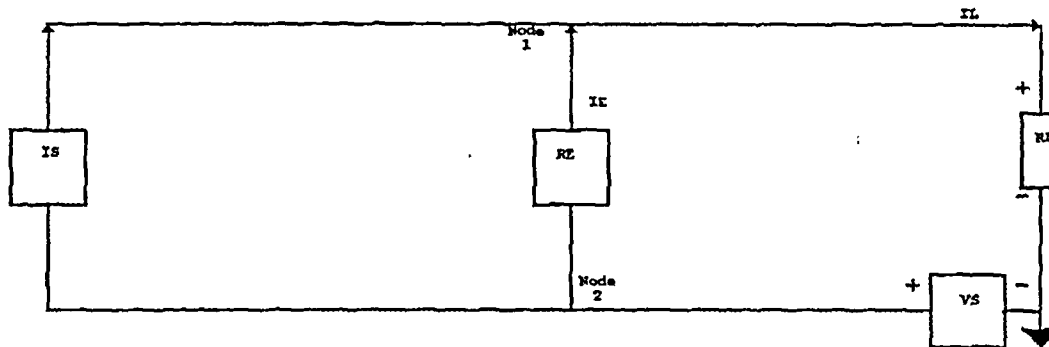 IL
Node
1
+
IE
IS
RE
-
Node
2
+
-
VS